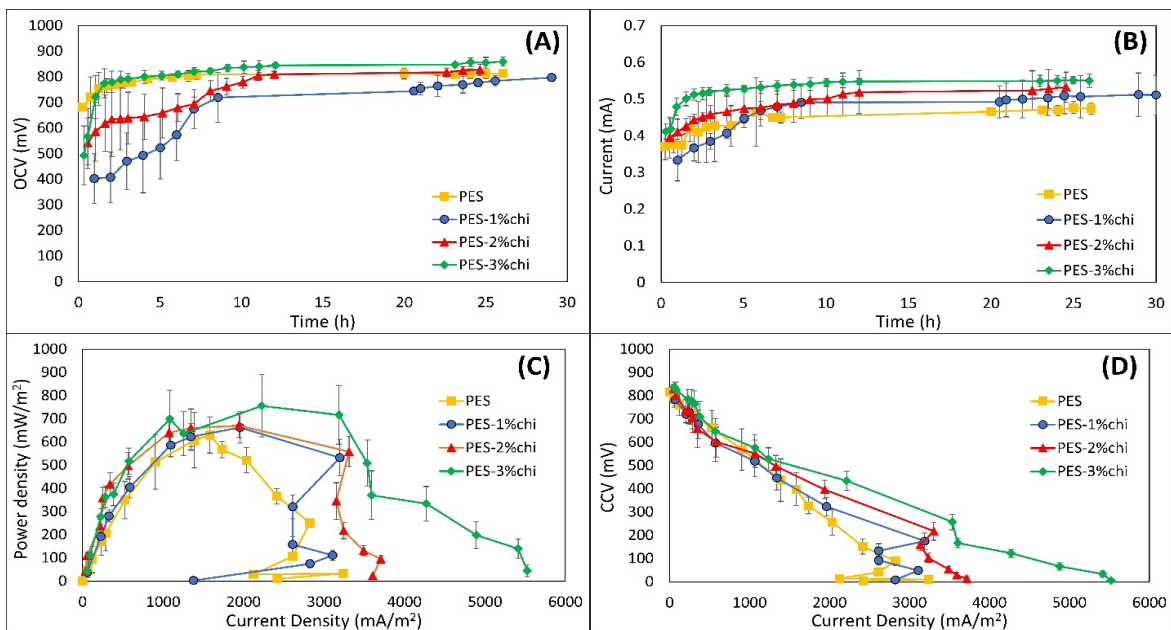 (A)
1000
900
800
700
600
500
400
300
200
100
0
OCV (mV)
0
5
10
15
20
25
30
Time (h)
PES
PES-1%chi
PES-2%chi
PES-3%chi
(B)
0.7
0.6
0.5
0.4
0.3
0.2
0.1
0
Current (mA)
0
5
10
15
20
25
30
Time (h)
PES
PES-1%chi
PES-2%chi
PES-3%chi
(C)
1000
900
800
700
600
500
400
300
200
100
0
Power density (mW/m²)
0
1000
2000
3000
4000
5000
6000
Current Density (mA/m²)
PES
PES-1%chi
PES-2%chi
PES-3%chi
(D)
1000
900
800
700
600
500
400
300
200
100
0
CCV (mV)
0
1000
2000
3000
4000
5000
6000
Current Density (mA/m²)
PES
PES-1%chi
PES-2%chi
PES-3%chi